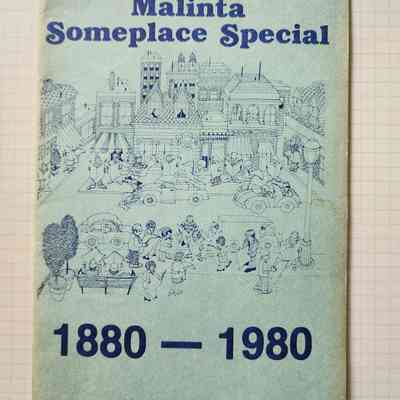 Malinta
Someplace Special
1880 — 1980